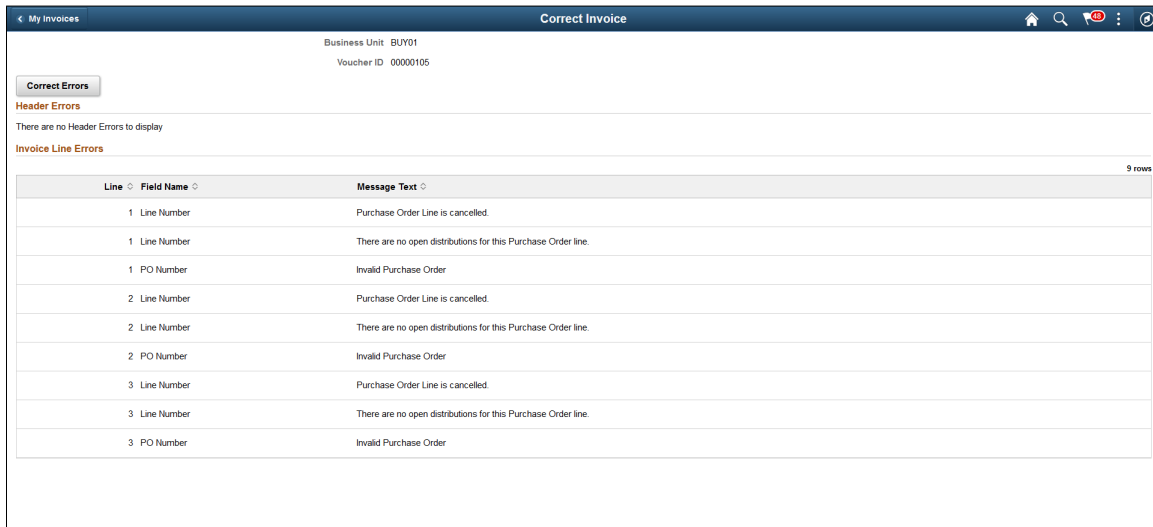 My Invoices Correct Invoice 48
Business Unit BUY01
Voucher ID 00000105
Correct Errors
Header Errors
There are no Header Errors to display
Invoice Line Errors
9 rows
Line Field Name Message Text
1 Line Number Purchase Order Line is cancelled.
1 Line Number There are no open distributions for this Purchase Order line.
1 PO Number Invalid Purchase Order
2 Line Number Purchase Order Line is cancelled.
2 Line Number There are no open distributions for this Purchase Order line.
2 PO Number Invalid Purchase Order
3 Line Number Purchase Order Line is cancelled.
3 Line Number There are no open distributions for this Purchase Order line.
3 PO Number Invalid Purchase Order